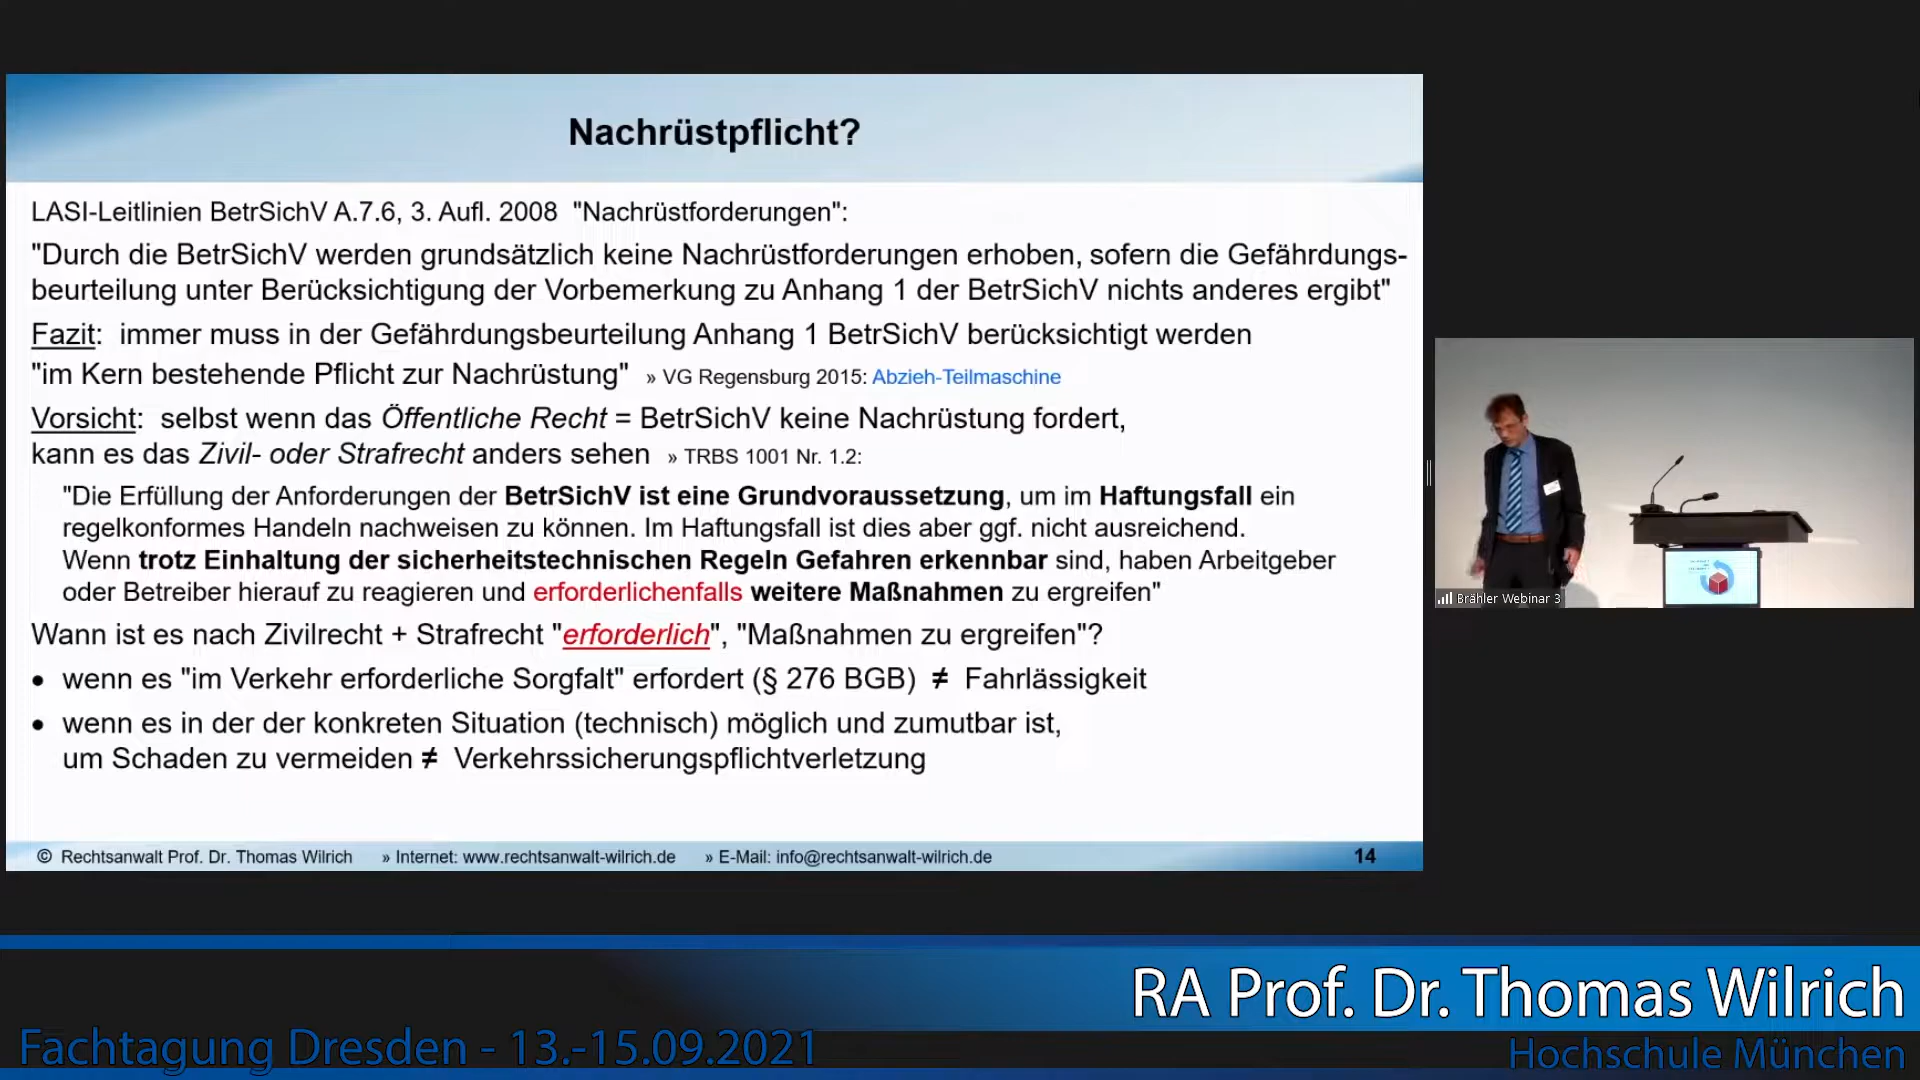 Nachrüstpflicht?
LASI-Leitlinien BetrSichV A.7.6, 3. Aufl. 2008 "Nachrüstforderungen":
"Durch die BetrSichV werden grundsätzlich keine Nachrüstforderungen erhoben, sofern die Gefährdungs-
beurteilung unter Berücksichtigung der Vorbemerkung zu Anhang 1 der BetrSichV nichts anderes ergibt"
Fazit: immer muss in der Gefährdungsbeurteilung Anhang 1 BetrSichV berücksichtigt werden
"im Kern bestehende Pflicht zur Nachrüstung" » VG Regensburg 2015: Abzieh-Teilmaschine
Vorsicht: selbst wenn das Öffentliche Recht = BetrSichV keine Nachrüstung fordert,
kann es das Zivil- oder Strafrecht anders sehen » TRBS 1001 Nr. 1.2:
"Die Erfüllung der Anforderungen der BetrSichV ist eine Grundvoraussetzung, um im Haftungsfall ein
regelkonformes Handeln nachweisen zu können. Im Haftungsfall ist dies aber ggf. nicht ausreichend.
Wenn trotz Einhaltung der sicherheitstechnischen Regeln Gefahren erkennbar sind, haben Arbeitgeber
oder Betreiber hierauf zu reagieren und erforderlichenfalls weitere Maßnahmen zu ergreifen"
Wann ist es nach Zivilrecht + Strafrecht "erforderlich", "Maßnahmen zu ergreifen"?
• wenn es "im Verkehr erforderliche Sorgfalt" erfordert (§ 276 BGB) ≠ Fahrlässigkeit
• wenn es in der der konkreten Situation (technisch) möglich und zumutbar ist,
um Schaden zu vermeiden ≠ Verkehrssicherungspflichtverletzung
© Rechtsanwalt Prof. Dr. Thomas Wilrich » Internet: www.rechtsanwalt-wilrich.de » E-Mail: info@rechtsanwalt-wilrich.de 14
Brähler Webinar 3
RA Prof. Dr. Thomas Wilrich
Fachtagung Dresden - 13.-15.09.2021
Hochschule München